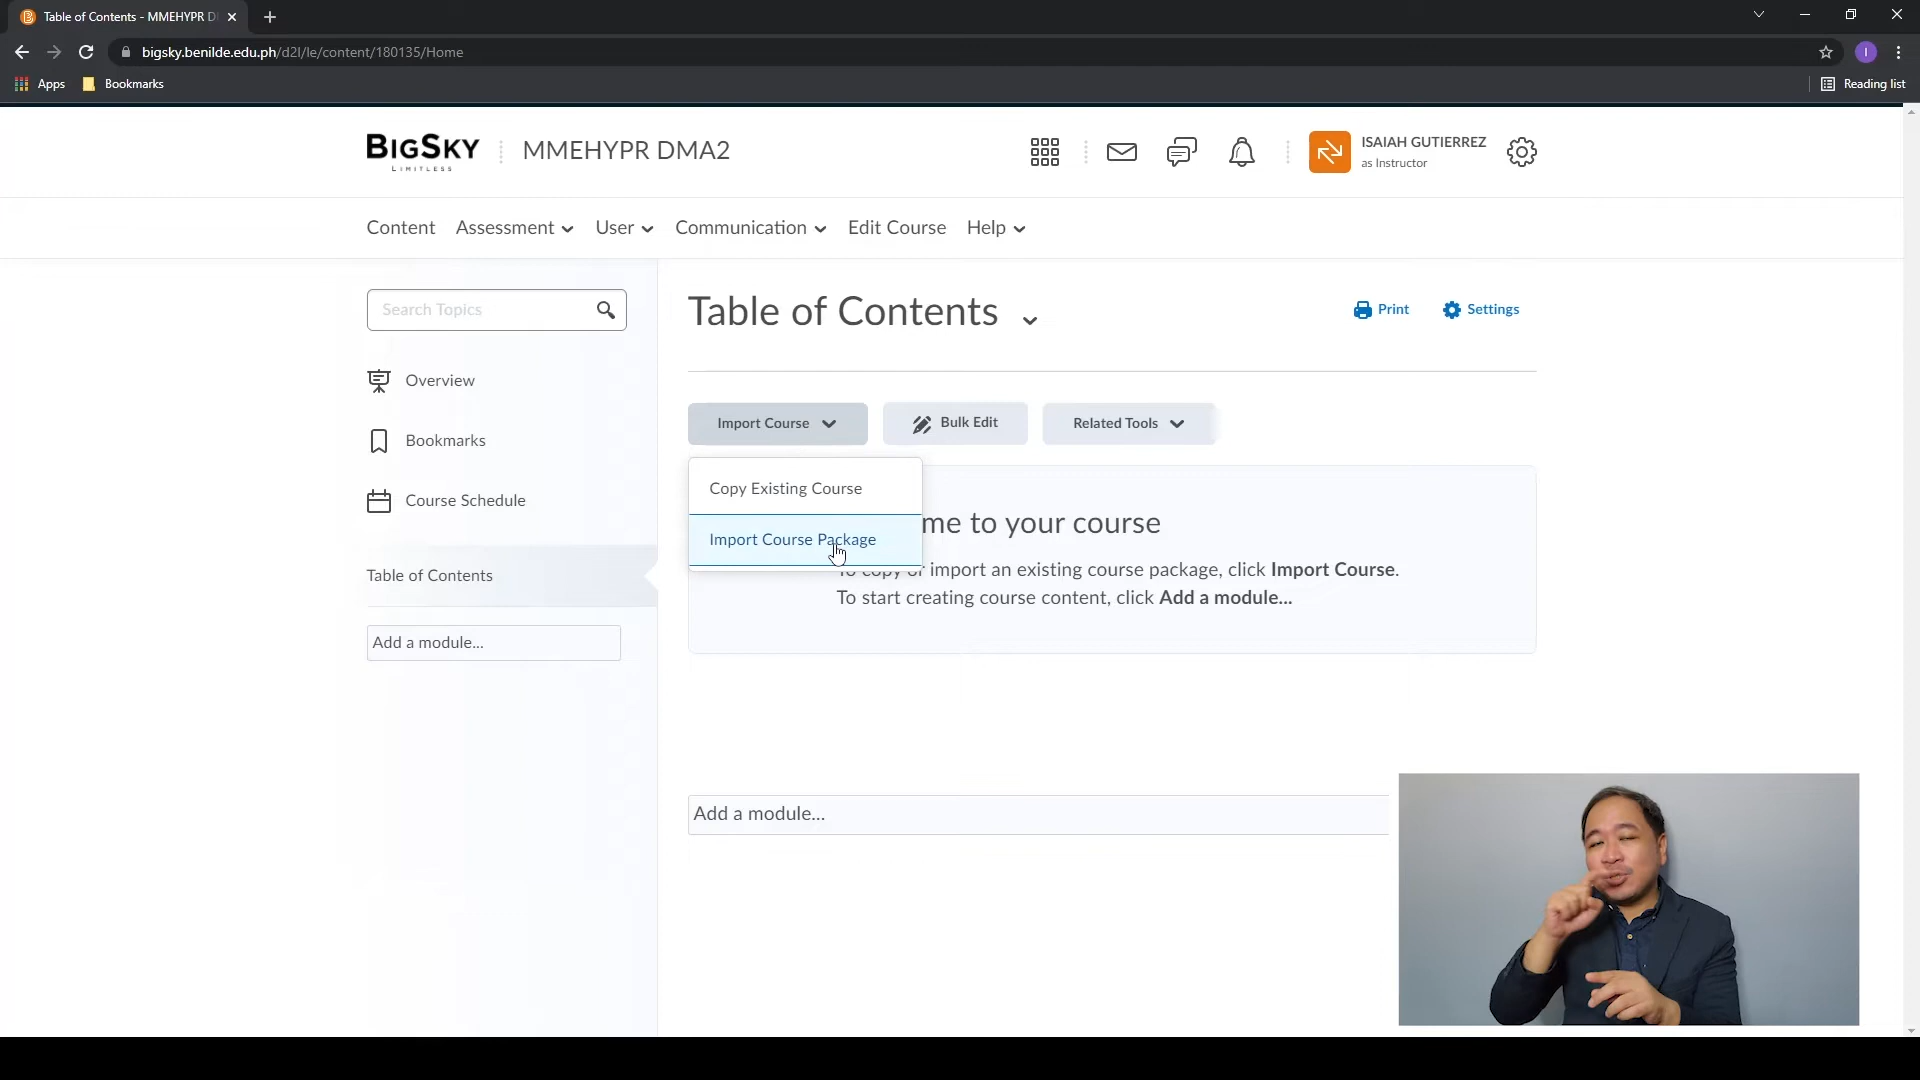 Table of Contents - MMEHYPR D
bigsky.benilde.edu.ph/d2l/le/content/180135/Home
I
Apps
Bookmarks
Reading list
BIGSKY
LIMITLESS
MMEHYPR DMA2
ISAIAH GUTIERREZ
as Instructor
Content
Assessment
User
Communication
Edit Course
Help
Search Topics
Overview
Bookmarks
Course Schedule
Table of Contents
Add a module...
Table of Contents
Print
Settings
Import Course
Bulk Edit
Related Tools
Copy Existing Course
Import Course Package
me to your course
import an existing course package, click Import Course.
To start creating course content, click Add a module...
Add a module...